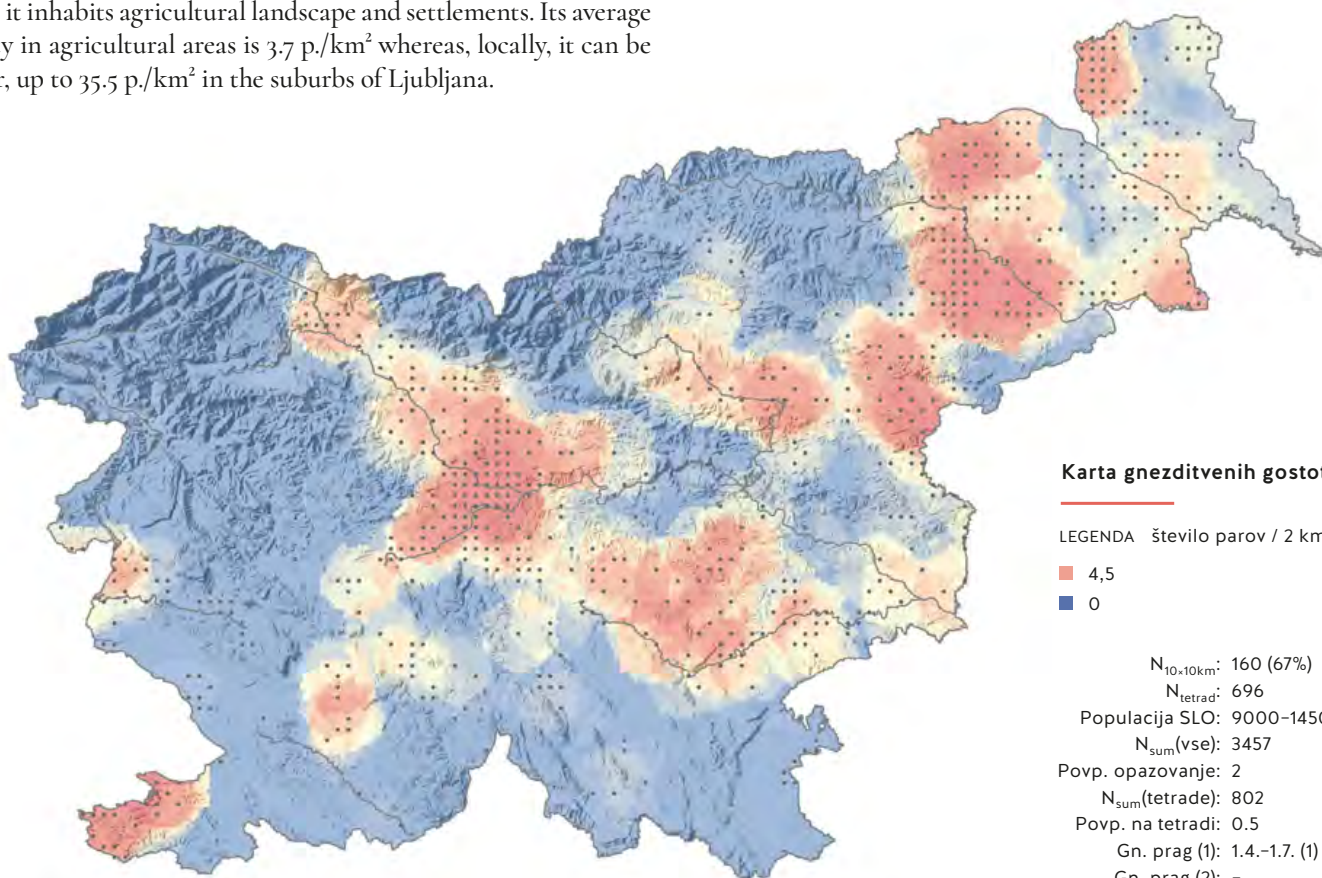 it inhabits agricultural landscape and settlements. Its average
y in agricultural areas is 3.7 p./km² whereas, locally, it can be
r, up to 35.5 p./km² in the suburbs of Ljubljana.
Karta gnezditvenih gostot
LEGENDA število parov / 2 km
4,5
0
N10×10km: 160 (67%)
Ntetrad: 696
Populacija SLO: 9000–1450
Nsum(vse): 3457
Povp. opazovanje: 2
Nsum(tetrade): 802
Povp. na tetradi: 0.5
Gn. prag (1): 1.4.–1.7. (1)
Gn. prag (2): –